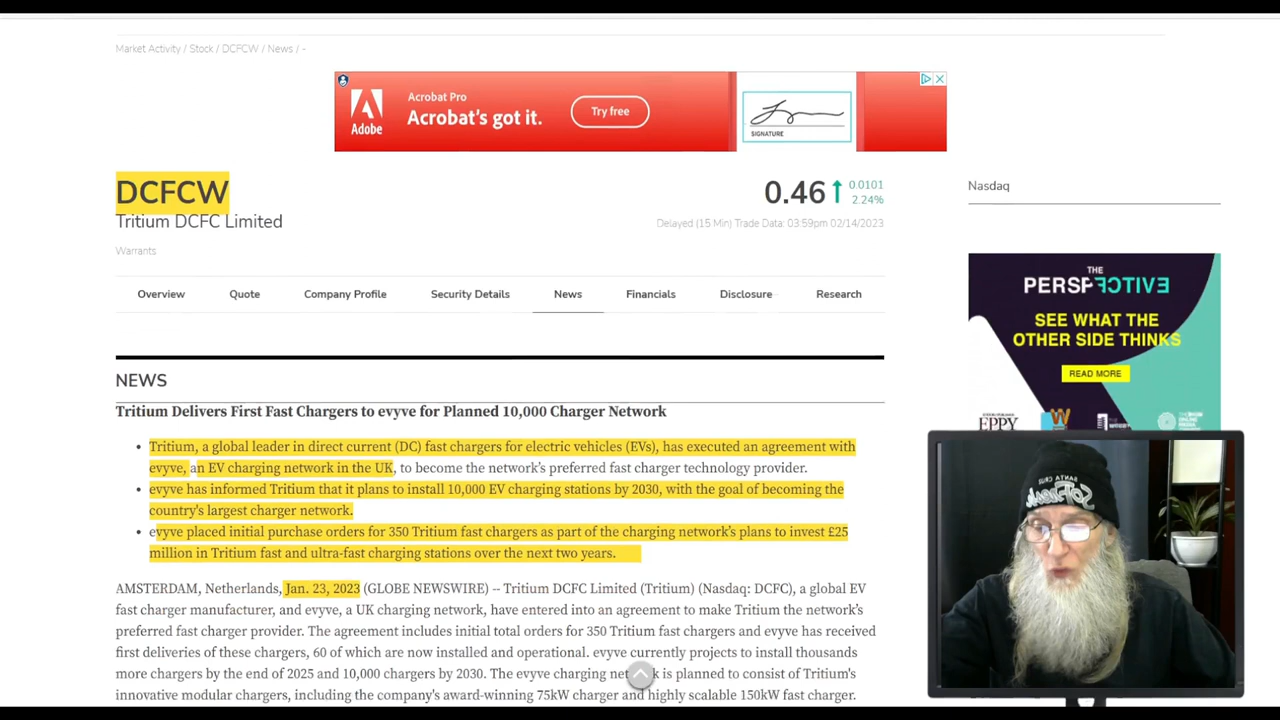 Market Activity / Stock / DCFCW / News / -
Adobe
Acrobat Pro
Acrobat's got it.
Try free
SIGNATURE
DCFCW
Tritium DCFC Limited
Warrants
0.46
0.0101
2.24%
Delayed (15 Min) Trade Data: 03:59pm 02/14/2023
Nasdaq
Overview Quote Company Profile Security Details News Financials Disclosure Research
THE
PERSPECTIVE
SEE WHAT THE
OTHER SIDE THINKS
READ MORE
EPPY
NEWS
Tritium Delivers First Fast Chargers to evyve for Planned 10,000 Charger Network
• Tritium, a global leader in direct current (DC) fast chargers for electric vehicles (EVs), has executed an agreement with
evyve, an EV charging network in the UK, to become the network's preferred fast charger technology provider.
• evyve has informed Tritium that it plans to install 10,000 EV charging stations by 2030, with the goal of becoming the
country's largest charger network.
• evyve placed initial purchase orders for 350 Tritium fast chargers as part of the charging network's plans to invest £25
million in Tritium fast and ultra-fast charging stations over the next two years.
AMSTERDAM, Netherlands, Jan. 23, 2023 (GLOBE NEWSWIRE) -- Tritium DCFC Limited (Tritium) (Nasdaq: DCFC), a global EV
fast charger manufacturer, and evyve, a UK charging network, have entered into an agreement to make Tritium the network's
preferred fast charger provider. The agreement includes initial total orders for 350 Tritium fast chargers and evyve has received
first deliveries of these chargers, 60 of which are now installed and operational. evyve currently projects to install thousands
more chargers by the end of 2025 and 10,000 chargers by 2030. The evyve charging is planned to consist of Tritium's
innovative modular chargers, including the company's award-winning 75kW charger and highly scalable 150kW fast charger.
SANTA CRUZ